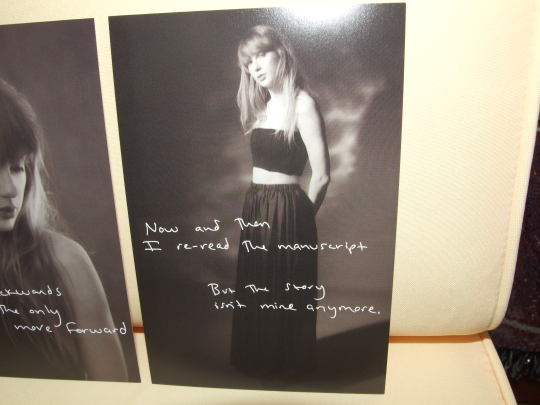 ckwards
the only
move forward
Now and then
I re-read the manuscript
But the story
isn't mine anymore.